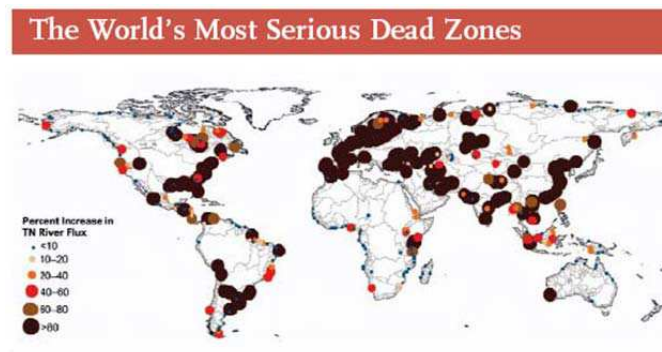 The World's Most Serious Dead Zones
Percent Increase in
TN River Flux
<10
10–20
20–40
40–60
60–80
>80